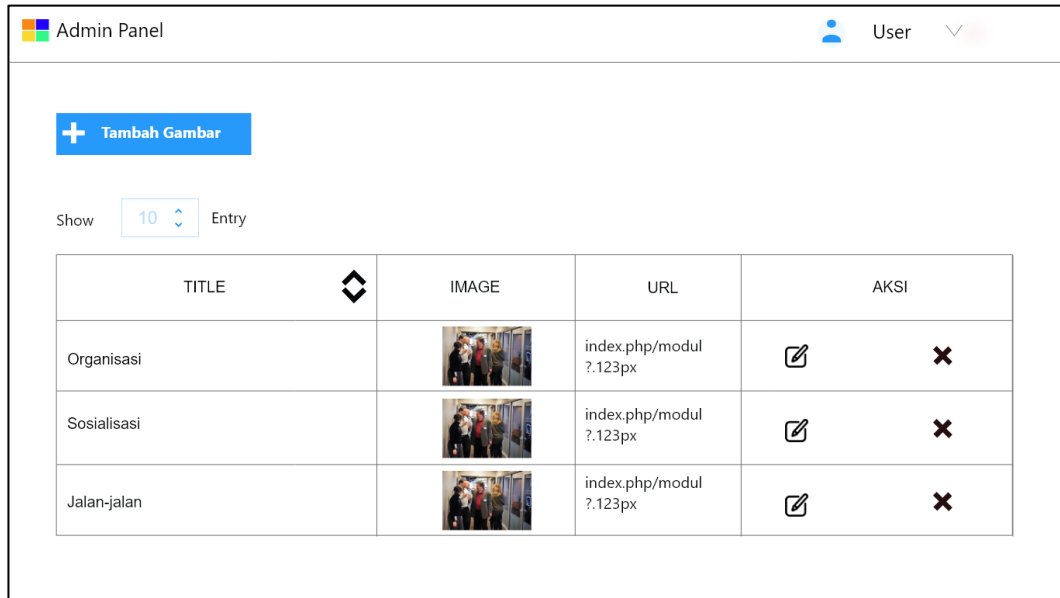 Admin Panel
User
Tambah Gambar
Show 10 Entry
TITLE IMAGE URL AKSI
Organisasi
index.php/modul
?.123px
Sosialisasi
index.php/modul
?.123px
Jalan-jalan
index.php/modul
?.123px